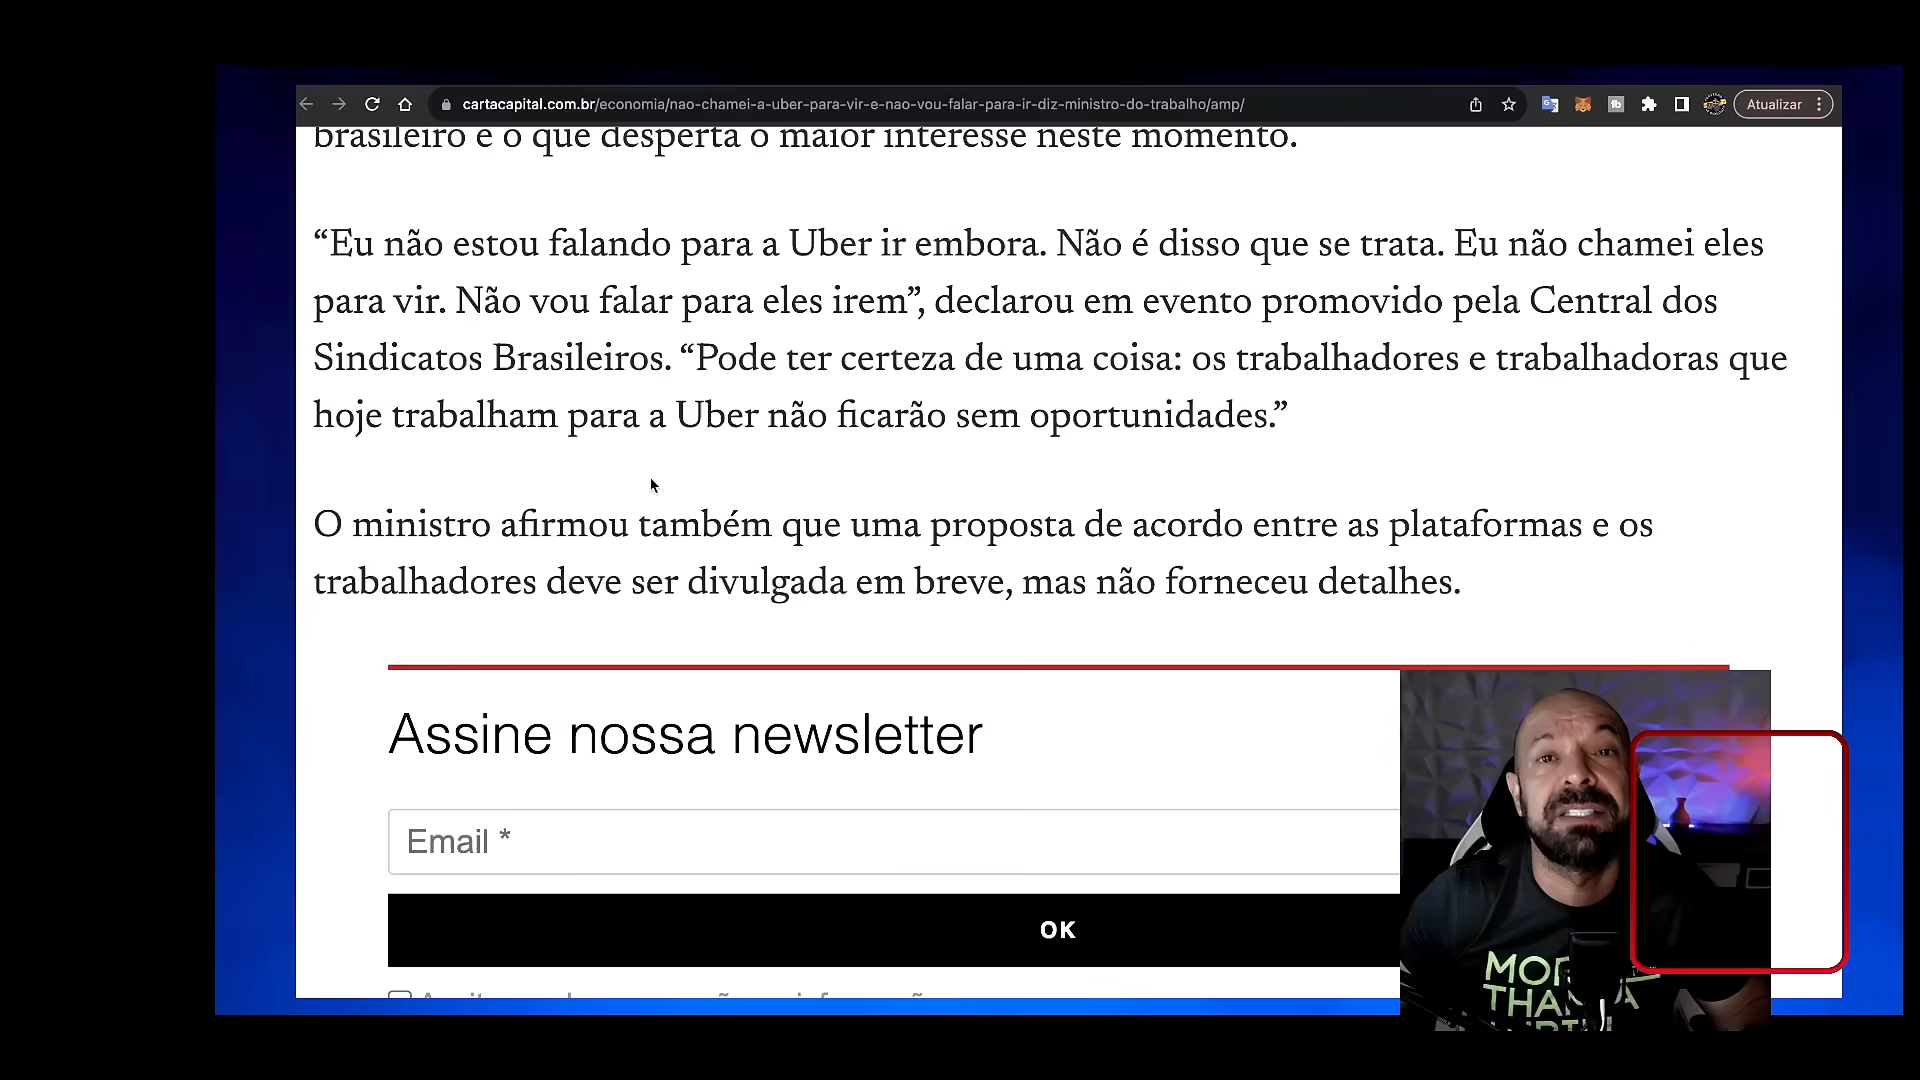 cartacapital.com.br/economia/nao-chamei-a-uber-para-vir-e-nao-vou-falar-para-ir-diz-ministro-do-trabalho/amp/
Atualizar
brasileiro e o que desperta o maior interesse neste momento.
“Eu não estou falando para a Uber ir embora. Não é disso que se trata. Eu não chamei eles
para vir. Não vou falar para eles irem”, declarou em evento promovido pela Central dos
Sindicatos Brasileiros. “Pode ter certeza de uma coisa: os trabalhadores e trabalhadoras que
hoje trabalham para a Uber não ficarão sem oportunidades.”
O ministro afirmou também que uma proposta de acordo entre as plataformas e os
trabalhadores deve ser divulgada em breve, mas não forneceu detalhes.
Assine nossa newsletter
Email *
OK